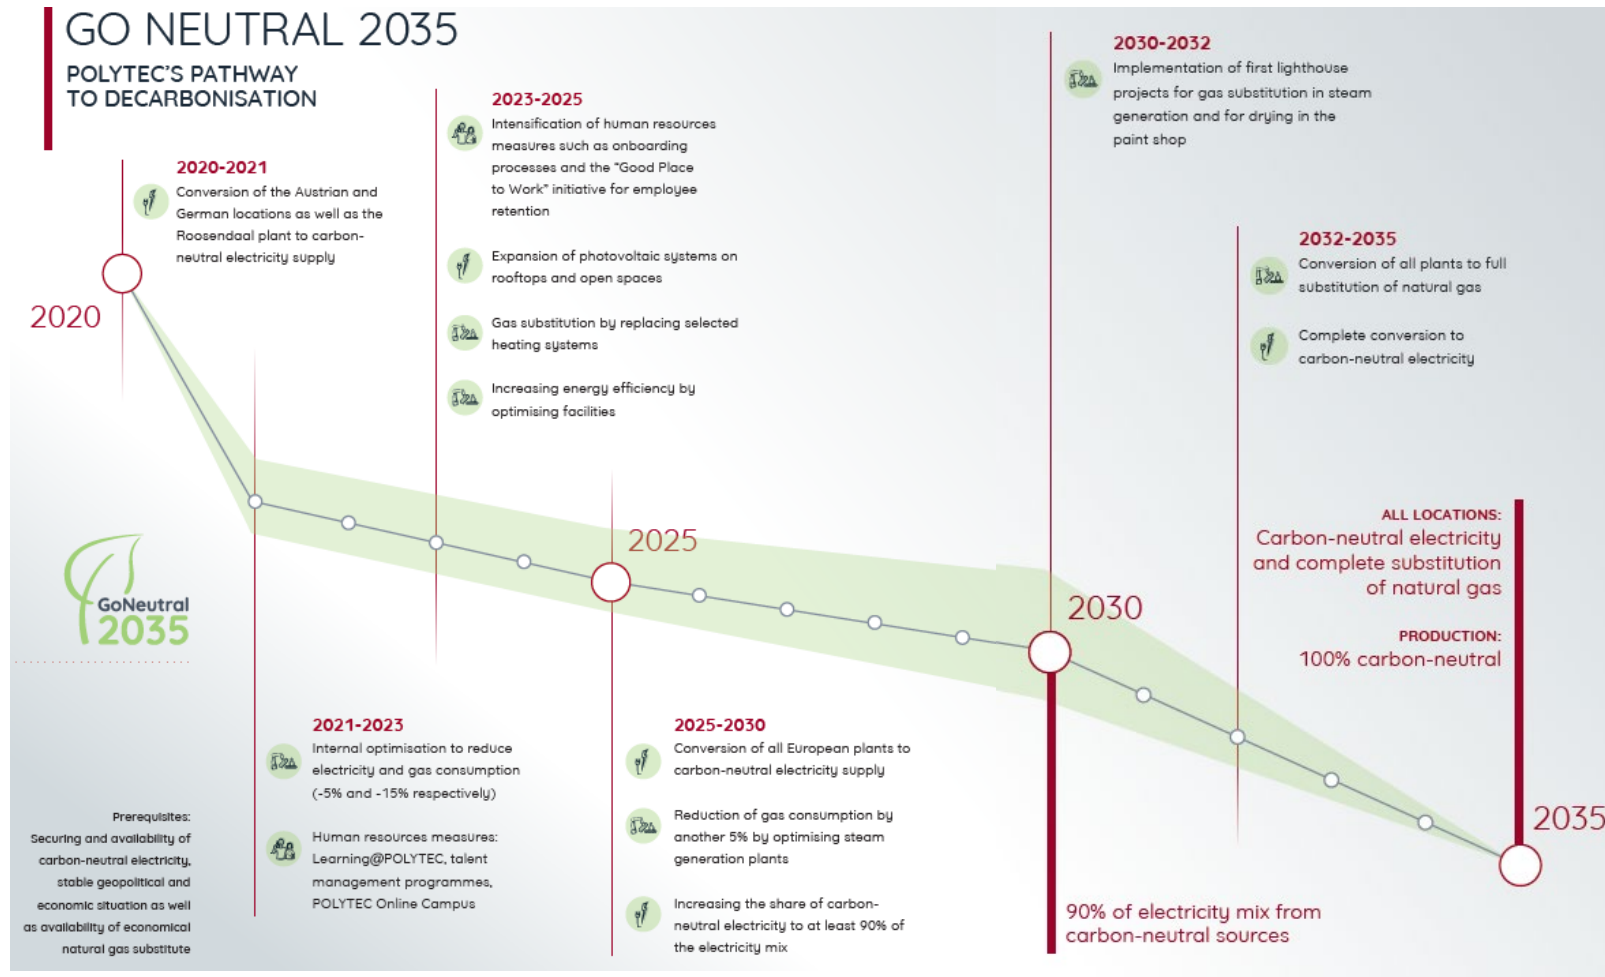 GO NEUTRAL 2035
POLYTEC'S PATHWAY
TO DECARBONISATION
2020-2021
Conversion of the Austrian and
German locations as well as the
Roosendaal plant to carbon-
neutral electricity supply
2020
2023-2025
Intensification of human resources
measures such as onboarding
processes and the "Good Place
to Work" initiative for employee
retention
Expansion of photovoltaic systems on
rooftops and open spaces
Gas substitution by replacing selected
heating systems
Increasing energy efficiency by
optimising facilities
2030-2032
Implementation of first lighthouse
projects for gas substitution in steam
generation and for drying in the
paint shop
2032-2035
Conversion of all plants to full
substitution of natural gas
Complete conversion to
carbon-neutral electricity
2025
2030
ALL LOCATIONS:
Carbon-neutral electricity
and complete substitution
of natural gas
PRODUCTION:
100% carbon-neutral
2035
GoNeutral
2035
2021-2023
Internal optimisation to reduce
electricity and gas consumption
(-5% and -15% respectively)
Human resources measures:
Learning@POLYTEC, talent
management programmes,
POLYTEC Online Campus
2025-2030
Conversion of all European plants to
carbon-neutral electricity supply
Reduction of gas consumption by
another 5% by optimising steam
generation plants
Increasing the share of carbon-
neutral electricity to at least 90% of
the electricity mix
90% of electricity mix from
carbon-neutral sources
Prerequisites:
Securing and availability of
carbon-neutral electricity,
stable geopolitical and
economic situation as well
as availability of economical
natural gas substitute